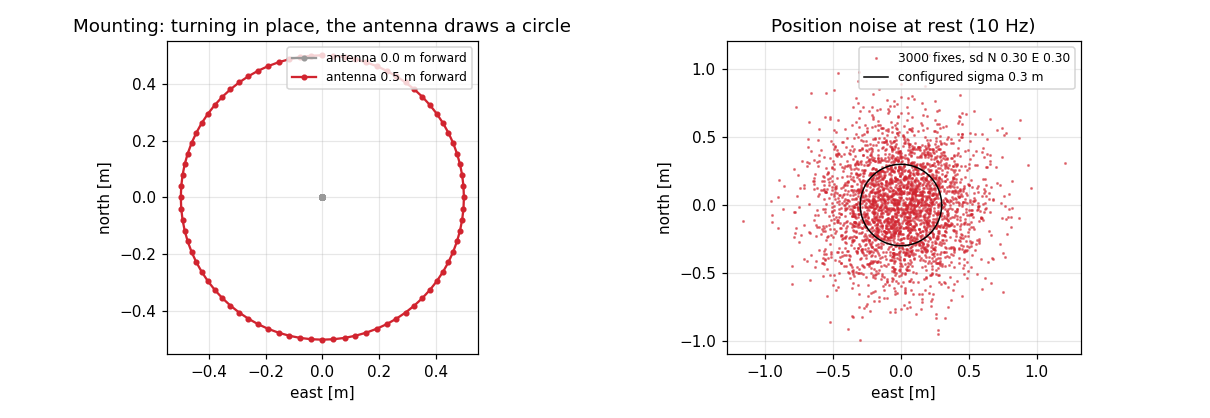 Mounting: turning in place, the antenna draws a circle
antenna 0.0 m forward
antenna 0.5 m forward
0.4
0.2
0.0
−0.2
−0.4
north [m]
−0.4 −0.2 0.0 0.2 0.4
east [m]
Position noise at rest (10 Hz)
3000 fixes, sd N 0.30 E 0.30
configured sigma 0.3 m
1.0
0.5
0.0
−0.5
−1.0
north [m]
−1.0 −0.5 0.0 0.5 1.0
east [m]